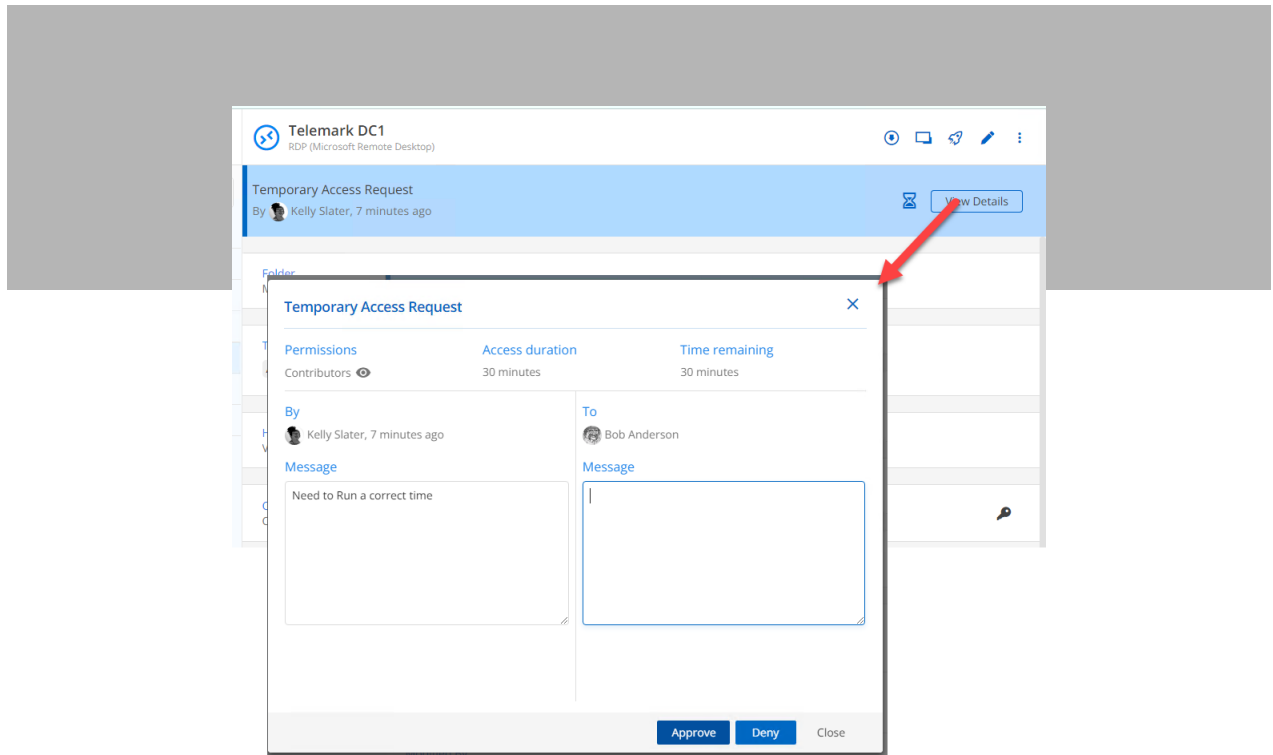 Telemark DC1
RDP (Microsoft Remote Desktop)
Temporary Access Request
By Kelly Slater, 7 minutes ago
View Details
Folder
Temporary Access Request
Permissions Access duration Time remaining
Contributors 30 minutes 30 minutes
By To
Kelly Slater, 7 minutes ago Bob Anderson
Message Message
Need to Run a correct time
Approve Deny Close